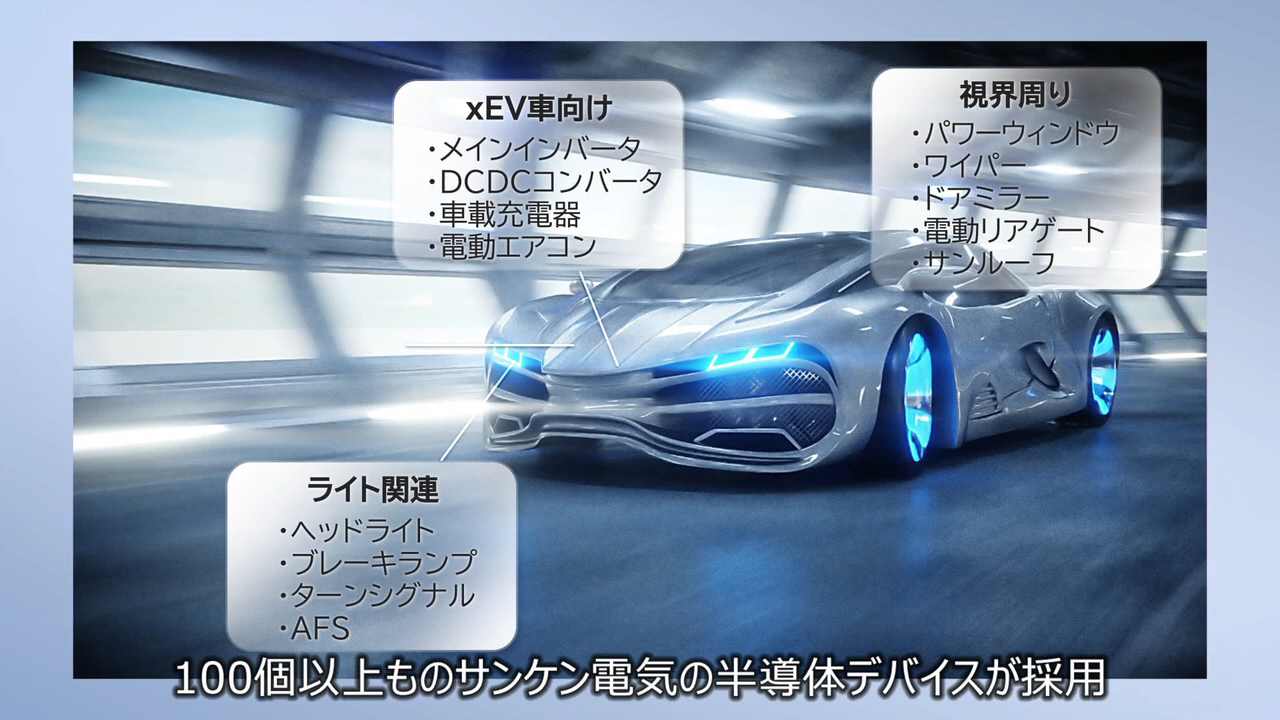 xEV車向け
・メインインバータ
・DCDCコンバータ
・車載充電器
・電動エアコン
視界周り
・パワーウィンドウ
・ワイパー
・ドアミラー
・電動リアゲート
・サンルーフ
ライト関連
・ヘッドライト
・ブレーキランプ
・ターンシグナル
・AFS
100個以上ものサンケン電気の半導体デバイスが採用